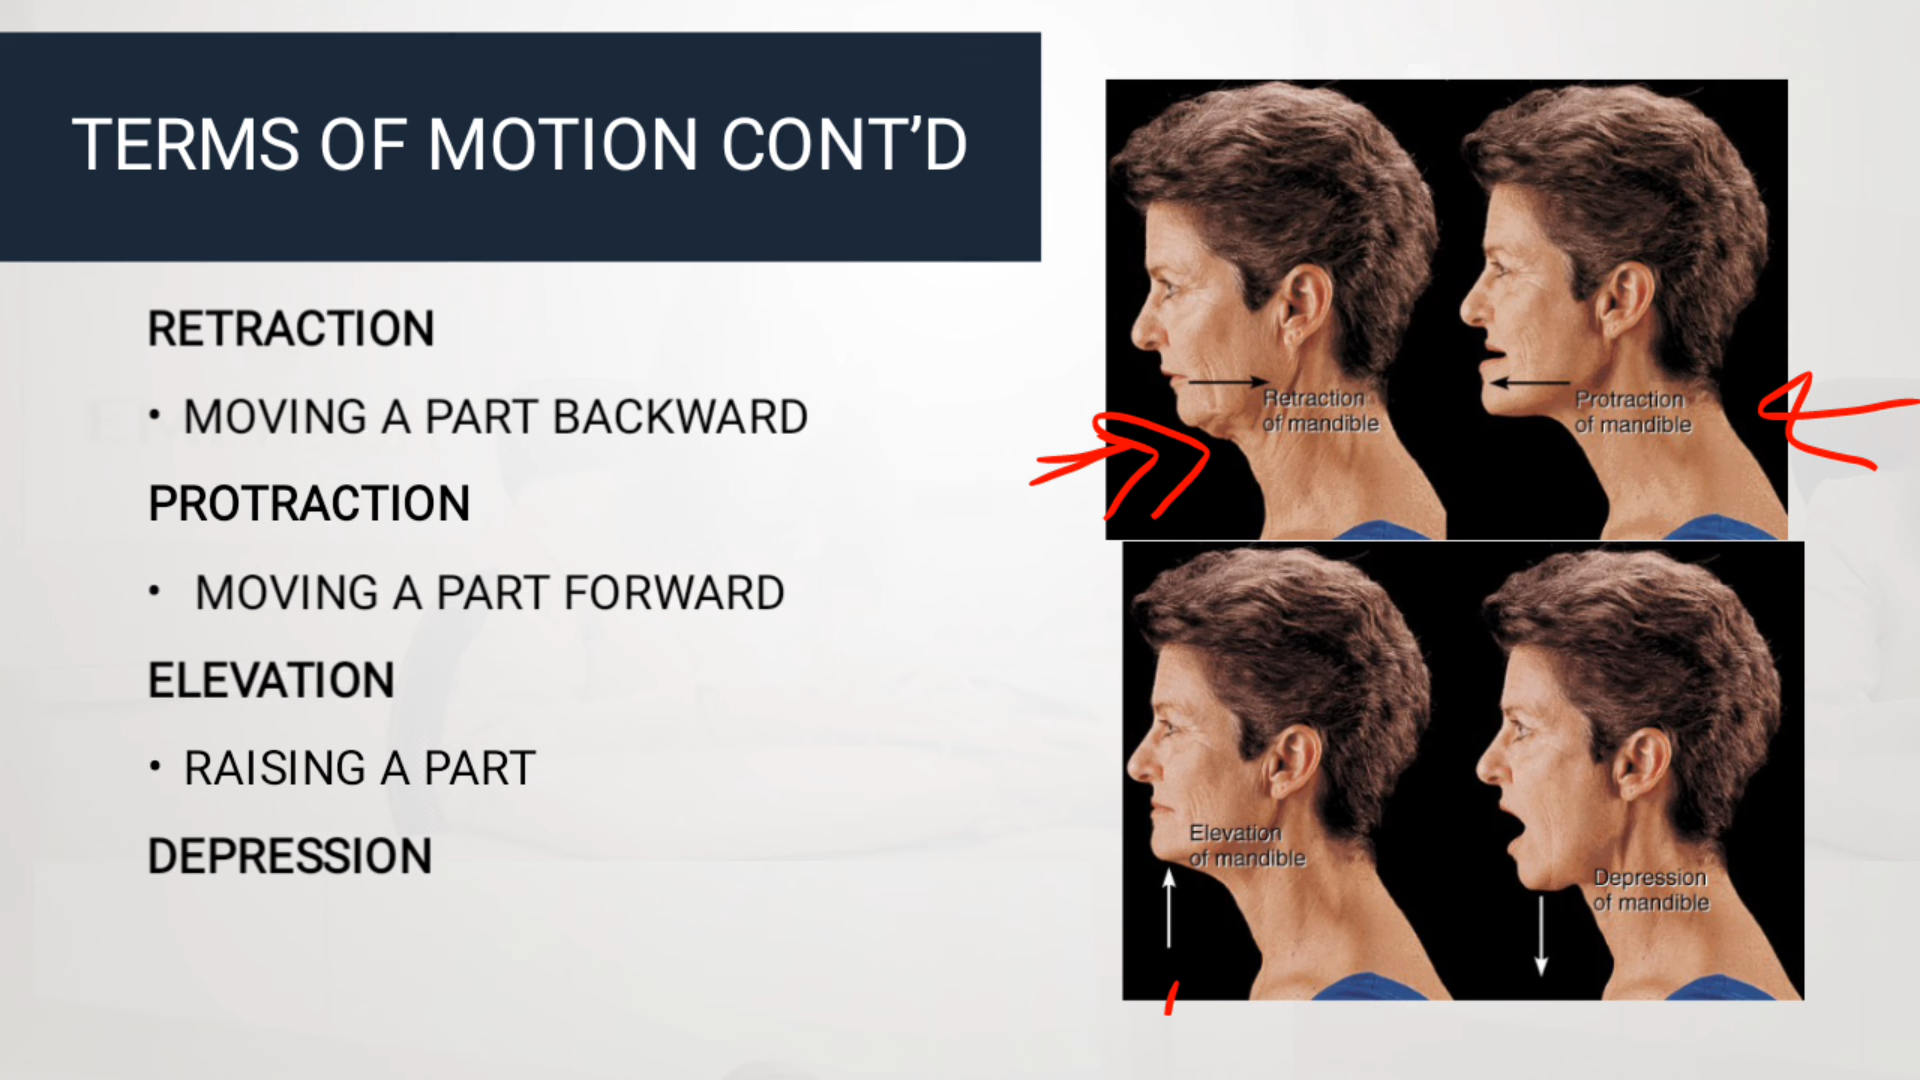 TERMS OF MOTION CONT'D
RETRACTION
• MOVING A PART BACKWARD
PROTRACTION
• MOVING A PART FORWARD
ELEVATION
• RAISING A PART
DEPRESSION
Retraction
of mandible
Protraction
of mandible
Elevation
of mandible
Depression
of mandible